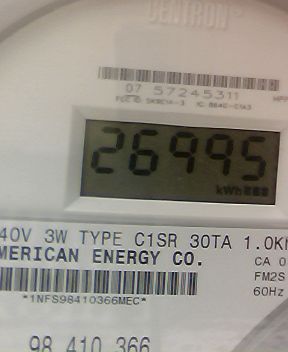 CENTRON
07 57245311
26995
kWh
40V 3W TYPE C1SR 30TA 1.0K
MERICAN ENERGY CO.
CA 0
FM2S
60Hz
*1NFS98410366MEC*
98 410 366